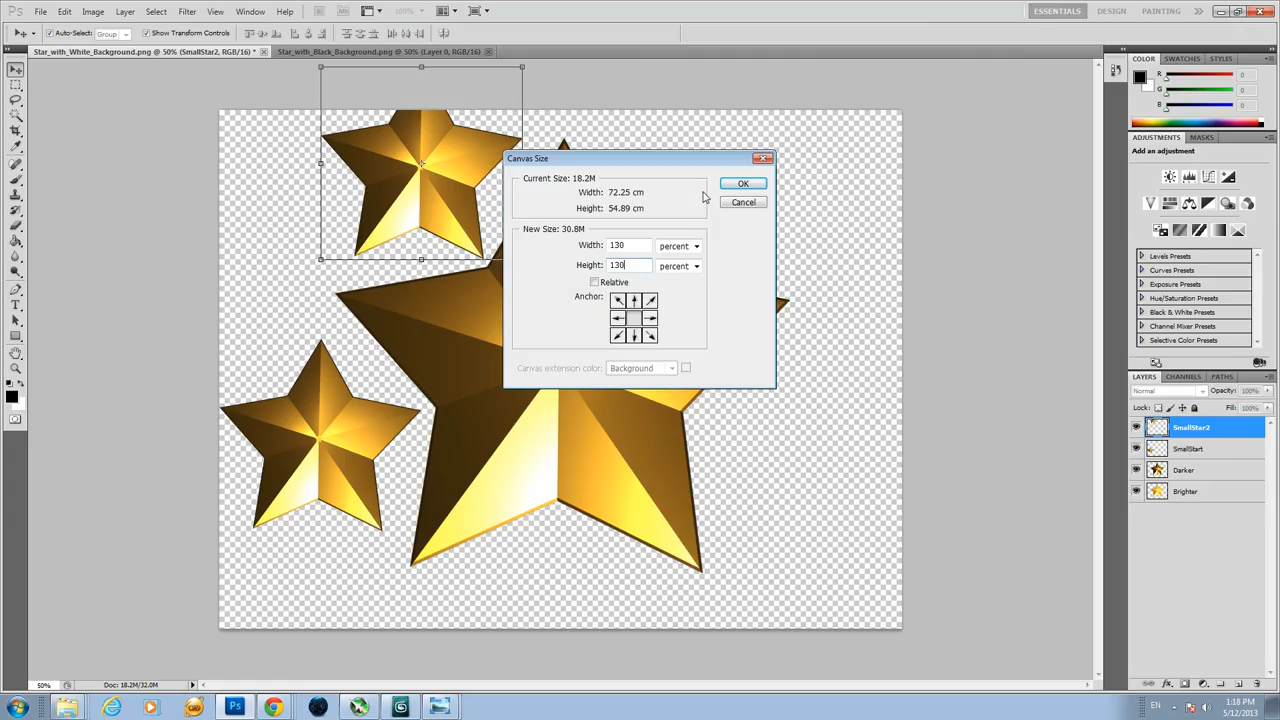 File Edit Image Layer Select Filter View Window Help 100% ESSENTIALS DESIGN PAINTING
Auto-Select: Group Show Transform Controls
Star_with_White_Background.png @ 50% (SmallStar2, RGB/16) * Star_with_Black_Background.png @ 50% (Layer 0, RGB/16)
COLOR SWATCHES STYLES
R 0
G 0
B 0
ADJUSTMENTS MASKS
Add an adjustment
Levels Presets
Curves Presets
Exposure Presets
Hue/Saturation Presets
Black & White Presets
Channel Mixer Presets
Selective Color Presets
LAYERS CHANNELS PATHS
Normal Opacity: 100%
Lock: Fill: 100%
SmallStar2
SmallStart
Darker
Brighter
Canvas Size
Current Size: 18.2M
Width: 72.25 cm
Height: 54.89 cm
OK
Cancel
New Size: 30.8M
Width: 130 percent
Height: 130 percent
Relative
Anchor:
Canvas extension color: Background
50% Doc: 18.2M/32.0M
EN 1:18 PM
5/12/2013